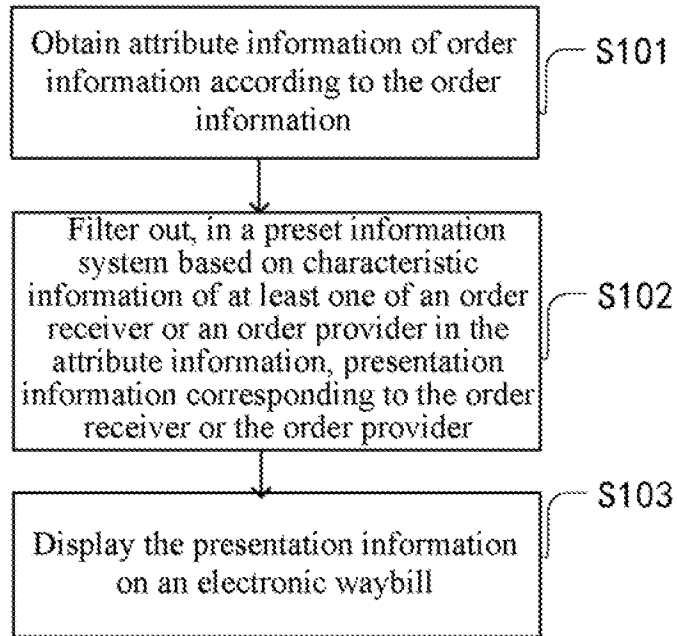 Obtain attribute information of order
information according to the order
information
S101
Filter out, in a preset information
system based on characteristic
information of at least one of an order
receiver or an order provider in the
attribute information, presentation
information corresponding to the order
receiver or the order provider
S102
Display the presentation information
on an electronic waybill
S103